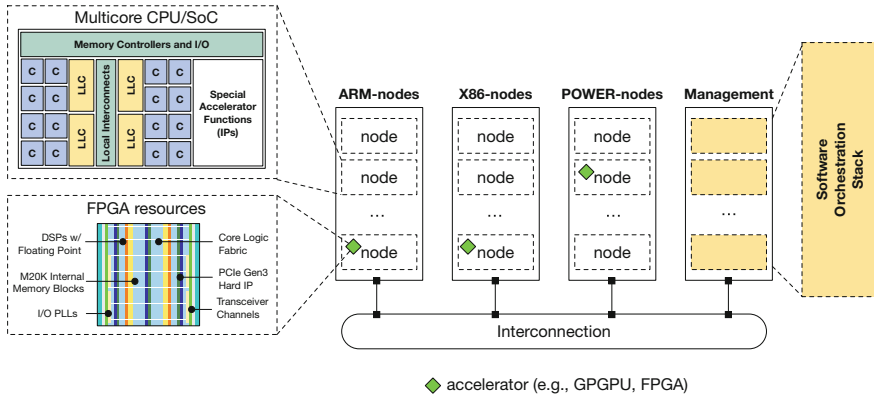 Multicore CPU/SoC
Memory Controllers and I/O
C C LLC Local Interconnects LLC C C
C C C C
C C LLC LLC C C
C C C C
Special
Accelerator
Functions
(IPs)
FPGA resources
DSPs w/
Floating Point
M20K Internal
Memory Blocks
I/O PLLs
Core Logic
Fabric
PCIe Gen3
Hard IP
Transceiver
Channels
ARM-nodes X86-nodes POWER-nodes Management
node node node
node node node
... ... ... ...
node node node
Interconnection
Software
Orchestration
Stack
accelerator (e.g., GPGPU, FPGA)